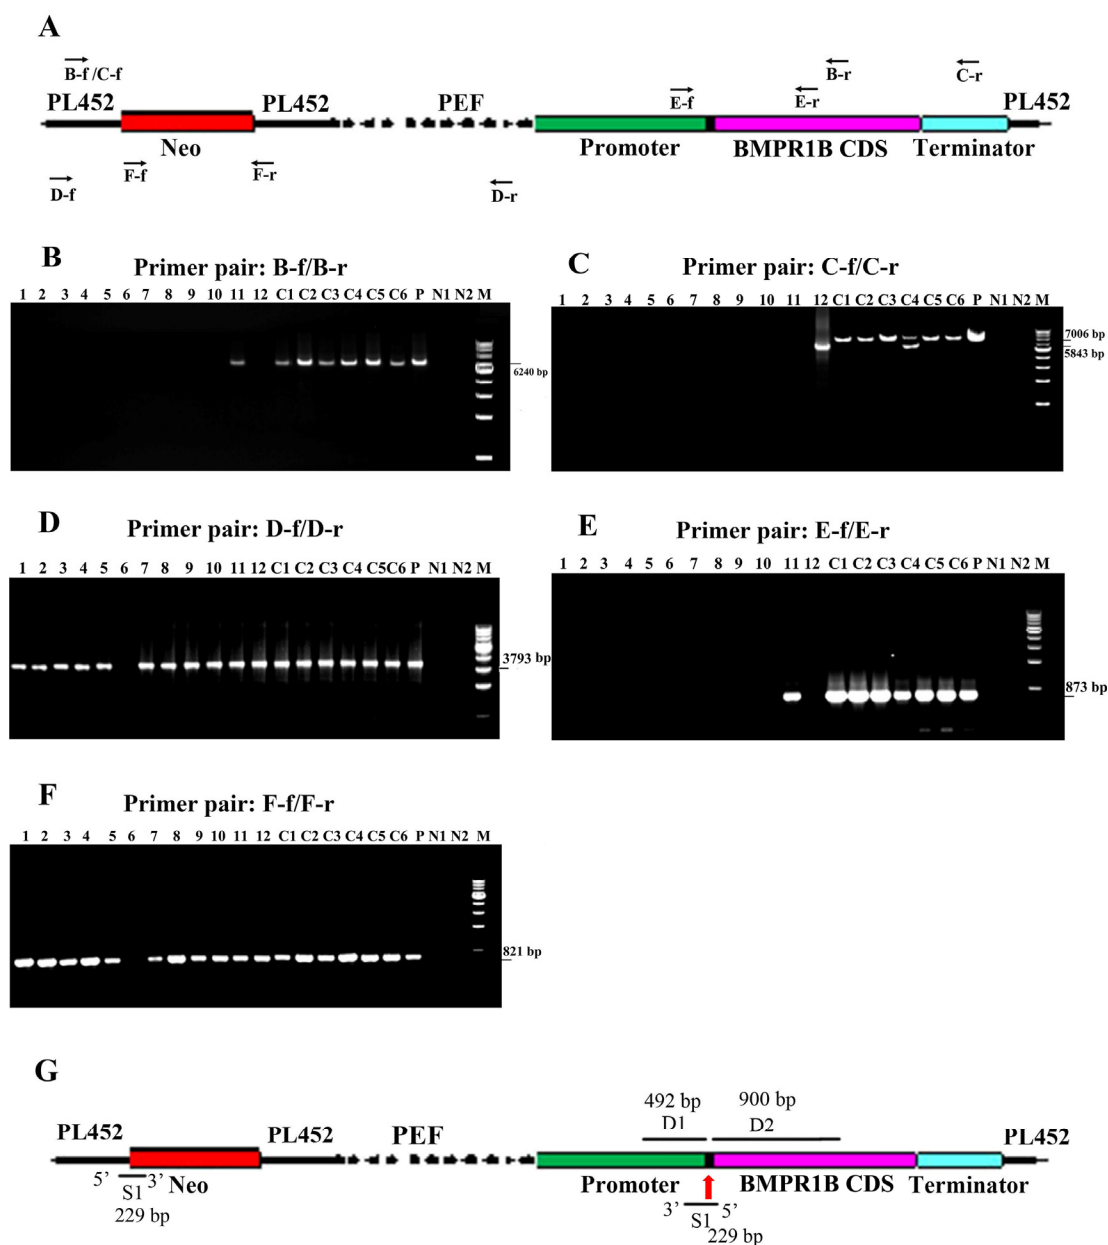 A
B-f /C-f
PL452
PL452
PEF
E-f
E-r
B-r
C-r
PL452
Neo
Promoter
BMPR1B CDS
Terminator
D-f
F-f
F-r
D-r
B
Primer pair: B-f/B-r
1 2 3 4 5 6 7 8 9 10 11 12 C1 C2 C3 C4 C5 C6 P N1 N2 M
6240 bp
C
Primer pair: C-f/C-r
1 2 3 4 5 6 7 8 9 10 11 12 C1 C2 C3 C4 C5 C6 P N1 N2 M
7006 bp
5843 bp
D
Primer pair: D-f/D-r
1 2 3 4 5 6 7 8 9 10 11 12 C1 C2 C3 C4 C5 C6 P N1 N2 M
3793 bp
E
Primer pair: E-f/E-r
1 2 3 4 5 6 7 8 9 10 11 12 C1 C2 C3 C4 C5 C6 P N1 N2 M
873 bp
F
Primer pair: F-f/F-r
1 2 3 4 5 6 7 8 9 10 11 12 C1 C2 C3 C4 C5 C6 P N1 N2 M
821 bp
G
492 bp
900 bp
D1
D2
PL452
PL452
PEF
PL452
5’
3’
S1
Neo
229 bp
Promoter
BMPR1B CDS
Terminator
3’
5’
S1
229 bp